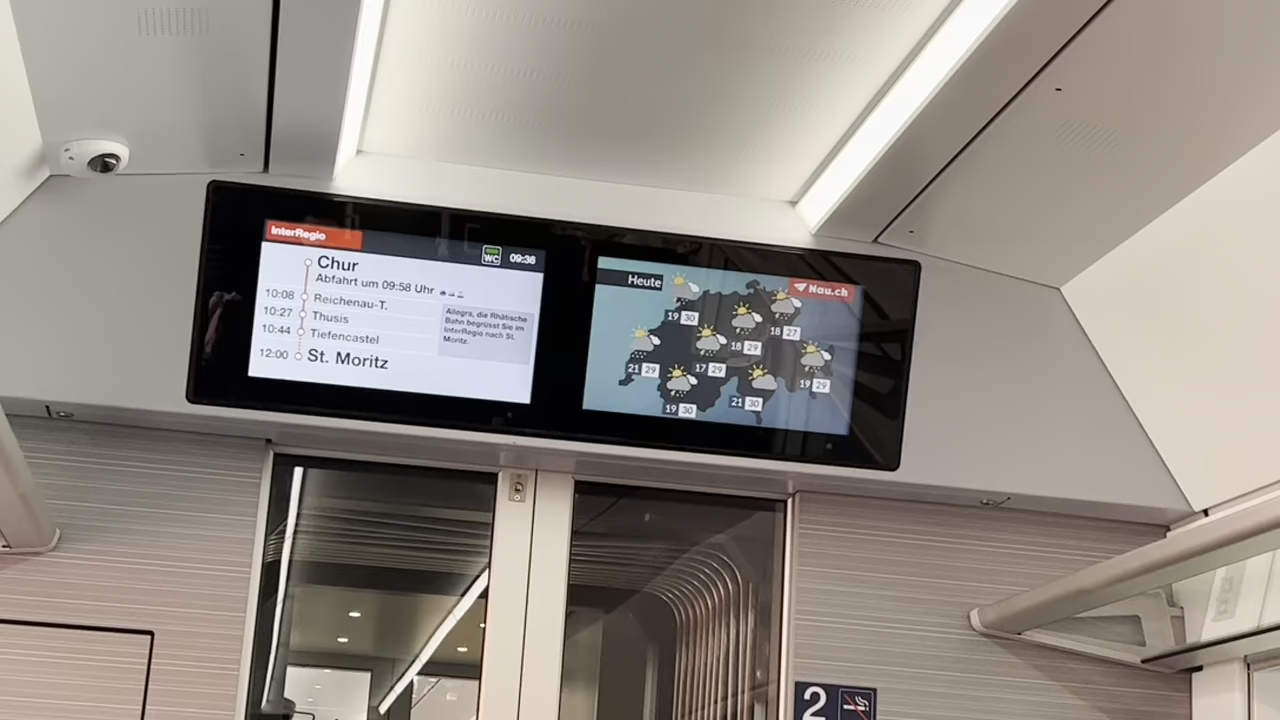 InterRegio
WC
09:36
Chur
Abfahrt um 09:58 Uhr
10:08 Reichenau-T.
10:27 Thusis
10:44 Tiefencastel
12:00 St. Moritz
Allegra, die Rhätische
Bahn begrüsst Sie im
InterRegio nach St.
Moritz.
Heute
Nau.ch
19 30
18 27
18 29
21 29
17 29
19 29
19 30
21 30
2